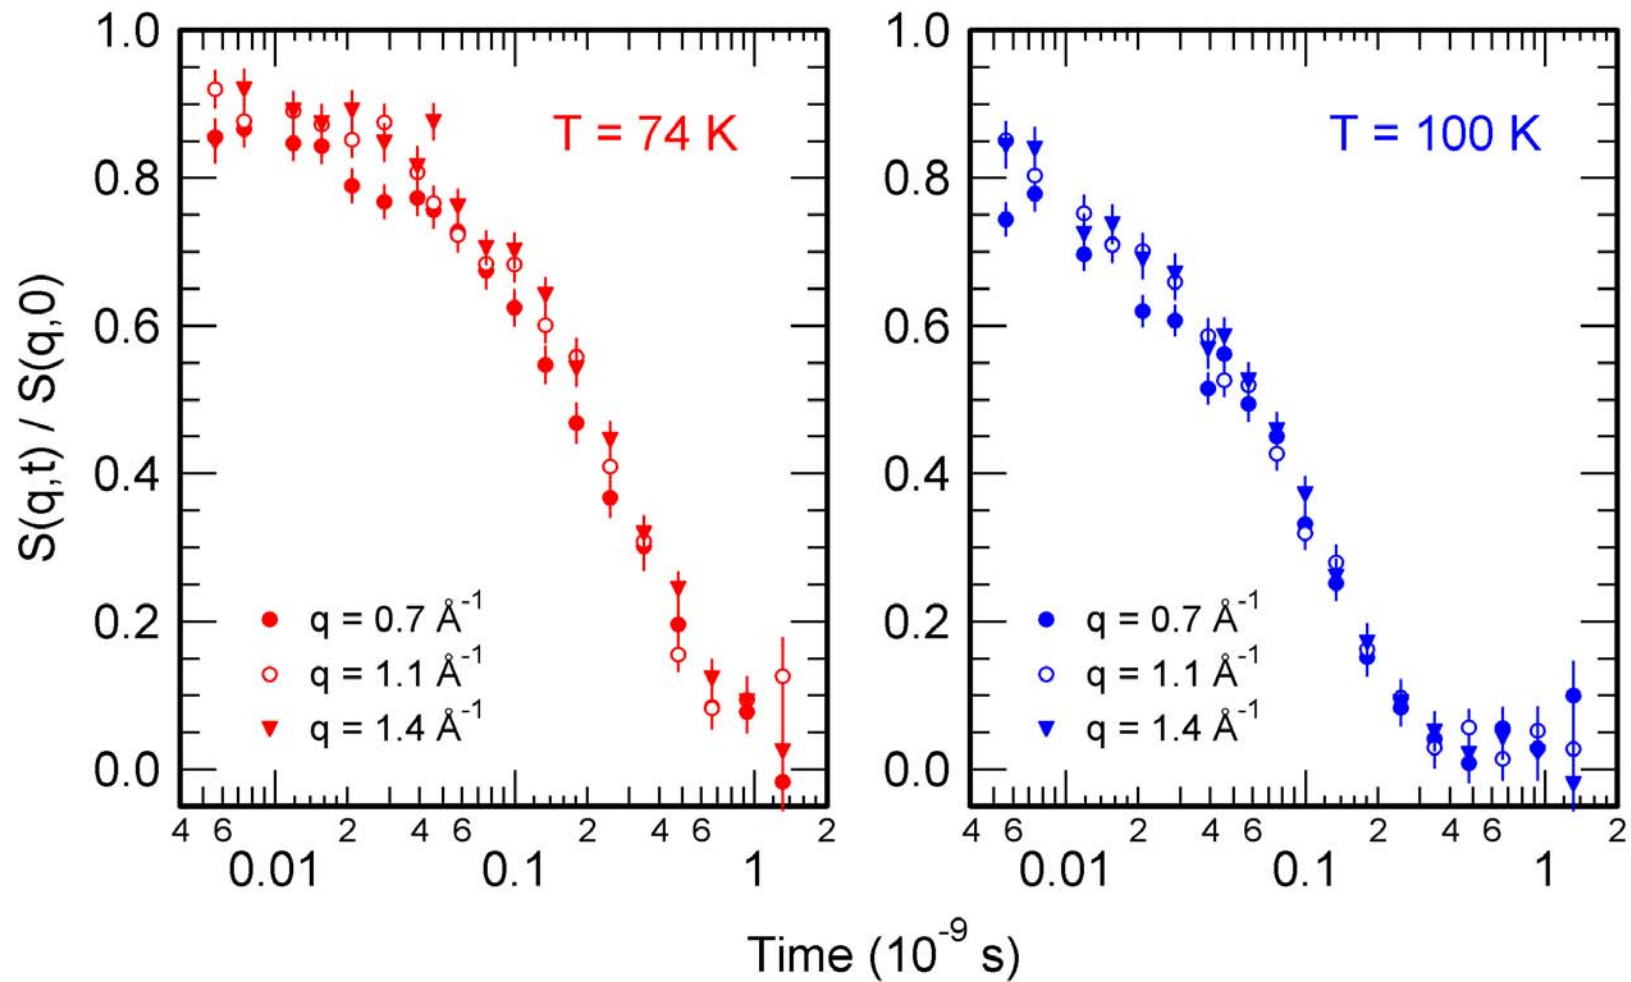 S(q,t) / S(q,0)
1.0
0.8
0.6
0.4
0.2
0.0
T = 74 K
q = 0.7 Å⁻¹
q = 1.1 Å⁻¹
q = 1.4 Å⁻¹
4 6 2 4 6 2 4 6 2
0.01 0.1 1
1.0
0.8
0.6
0.4
0.2
0.0
T = 100 K
q = 0.7 Å⁻¹
q = 1.1 Å⁻¹
q = 1.4 Å⁻¹
4 6 2 4 6 2 4 6 2
0.01 0.1 1
Time (10⁻⁹ s)